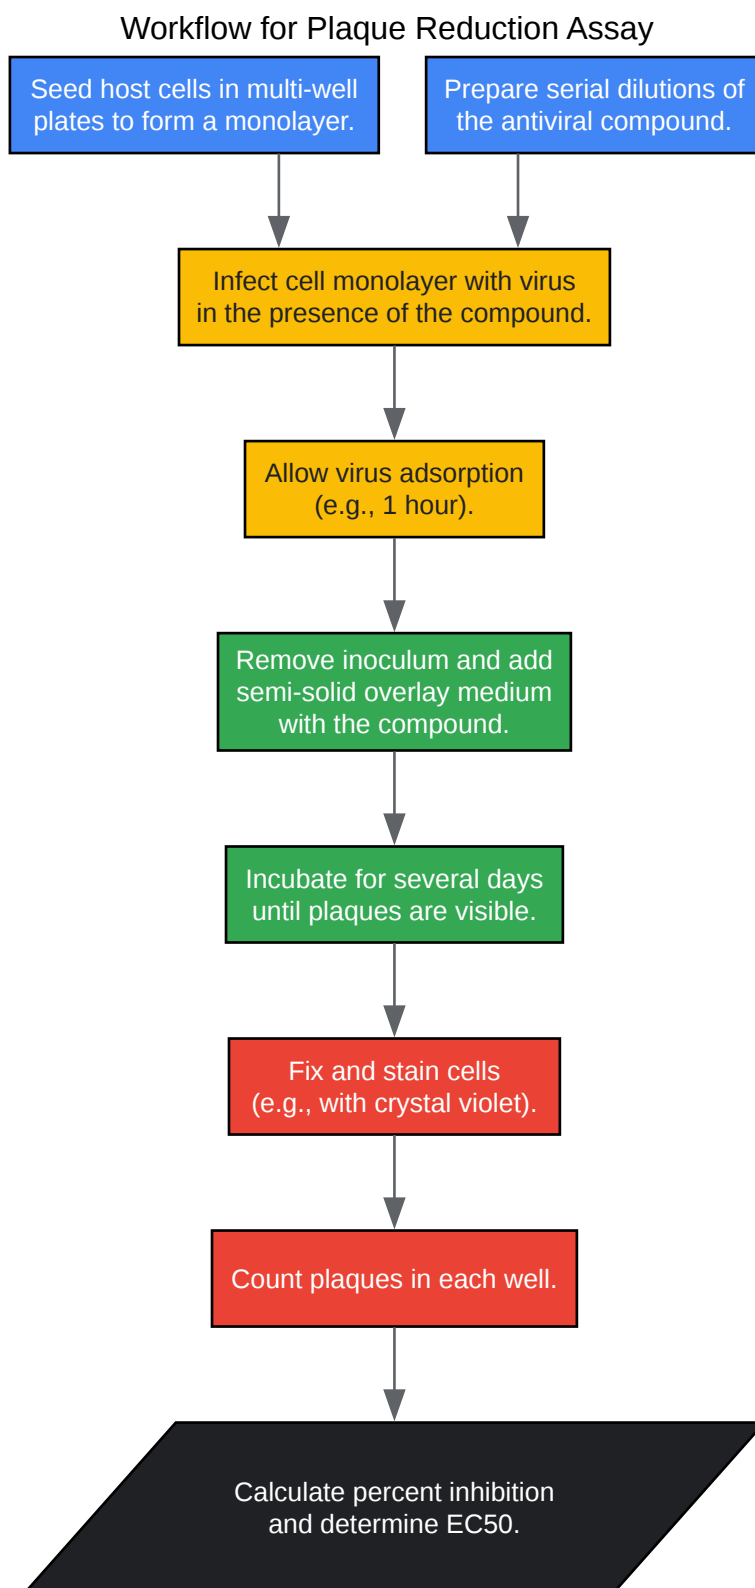 Workflow for Plaque Reduction Assay
Seed host cells in multi-well
plates to form a monolayer.
Prepare serial dilutions of
the antiviral compound.
Infect cell monolayer with virus
in the presence of the compound.
Allow virus adsorption
(e.g., 1 hour).
Remove inoculum and add
semi-solid overlay medium
with the compound.
Incubate for several days
until plaques are visible.
Fix and stain cells
(e.g., with crystal violet).
Count plaques in each well.
Calculate percent inhibition
and determine EC50.